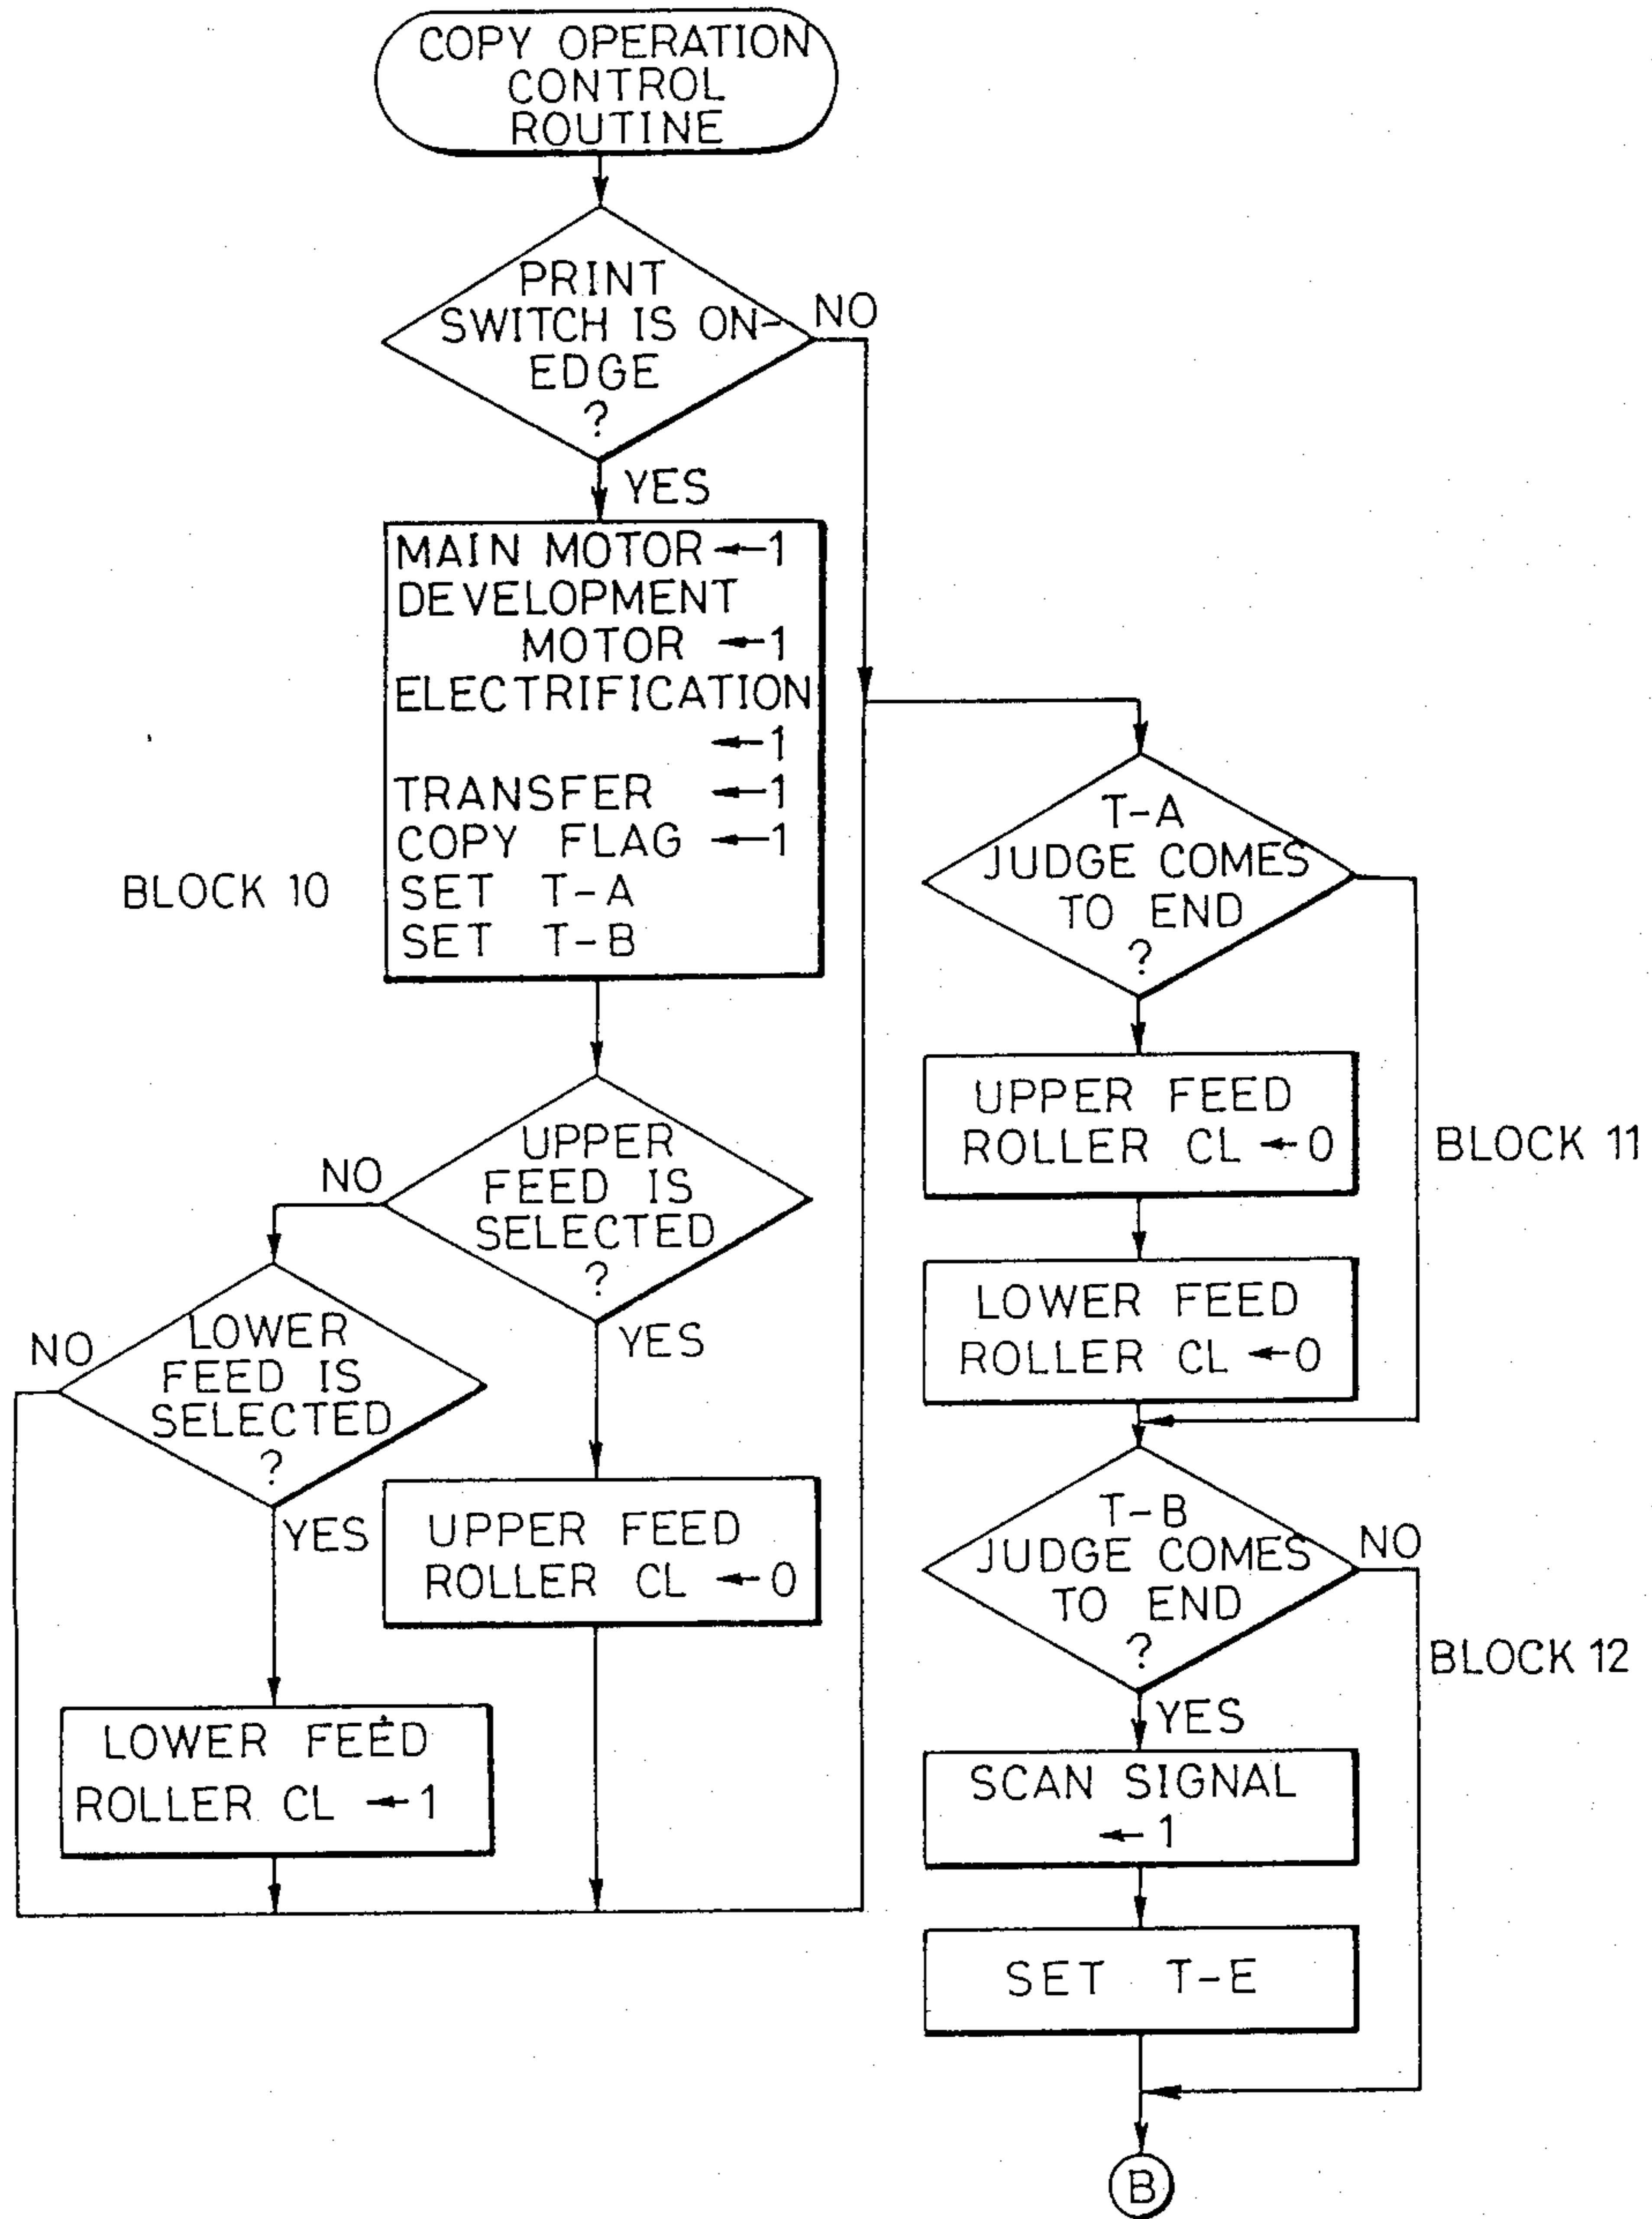 COPY OPERATION
CONTROL
ROUTINE
PRINT
SWITCH IS ON-
EDGE
?
NO
YES
MAIN MOTOR ←1
DEVELOPMENT
MOTOR ←1
ELECTRIFICATION
←1
TRANSFER ←1
COPY FLAG ←1
SET T-A
SET T-B
BLOCK 10
UPPER
FEED IS
SELECTED
?
NO
YES
LOWER
FEED IS
SELECTED
?
NO
YES
UPPER FEED
ROLLER CL ←0
LOWER FEED
ROLLER CL ←1
T-A
JUDGE COMES
TO END
?
UPPER FEED
ROLLER CL ←0
BLOCK 11
LOWER FEED
ROLLER CL ←0
T-B
JUDGE COMES
TO END
?
NO
BLOCK 12
YES
SCAN SIGNAL
←1
SET T-E
B